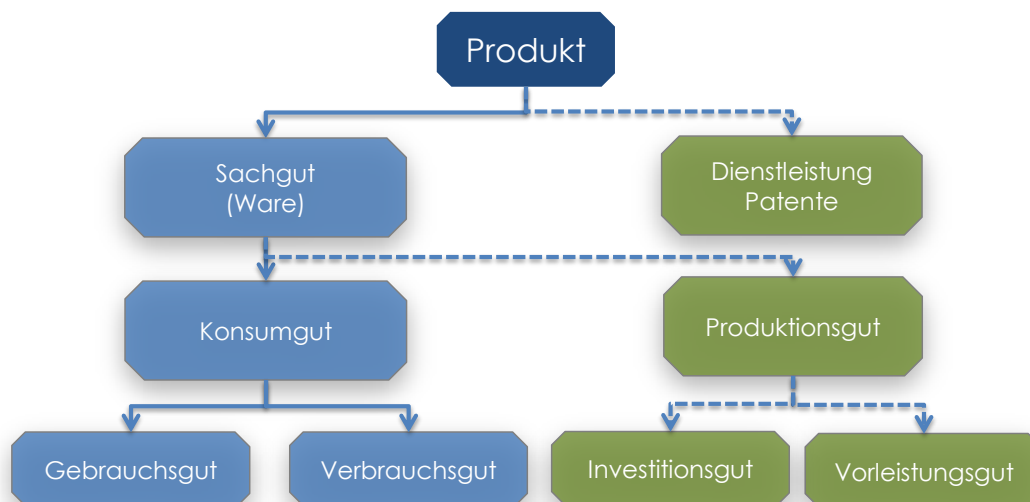 Produkt
Sachgut
(Ware)
Dienstleistung
Patente
Konsumgut
Produktionsgut
Gebrauchsgut
Verbrauchsgut
Investitionsgut
Vorleistungsgut